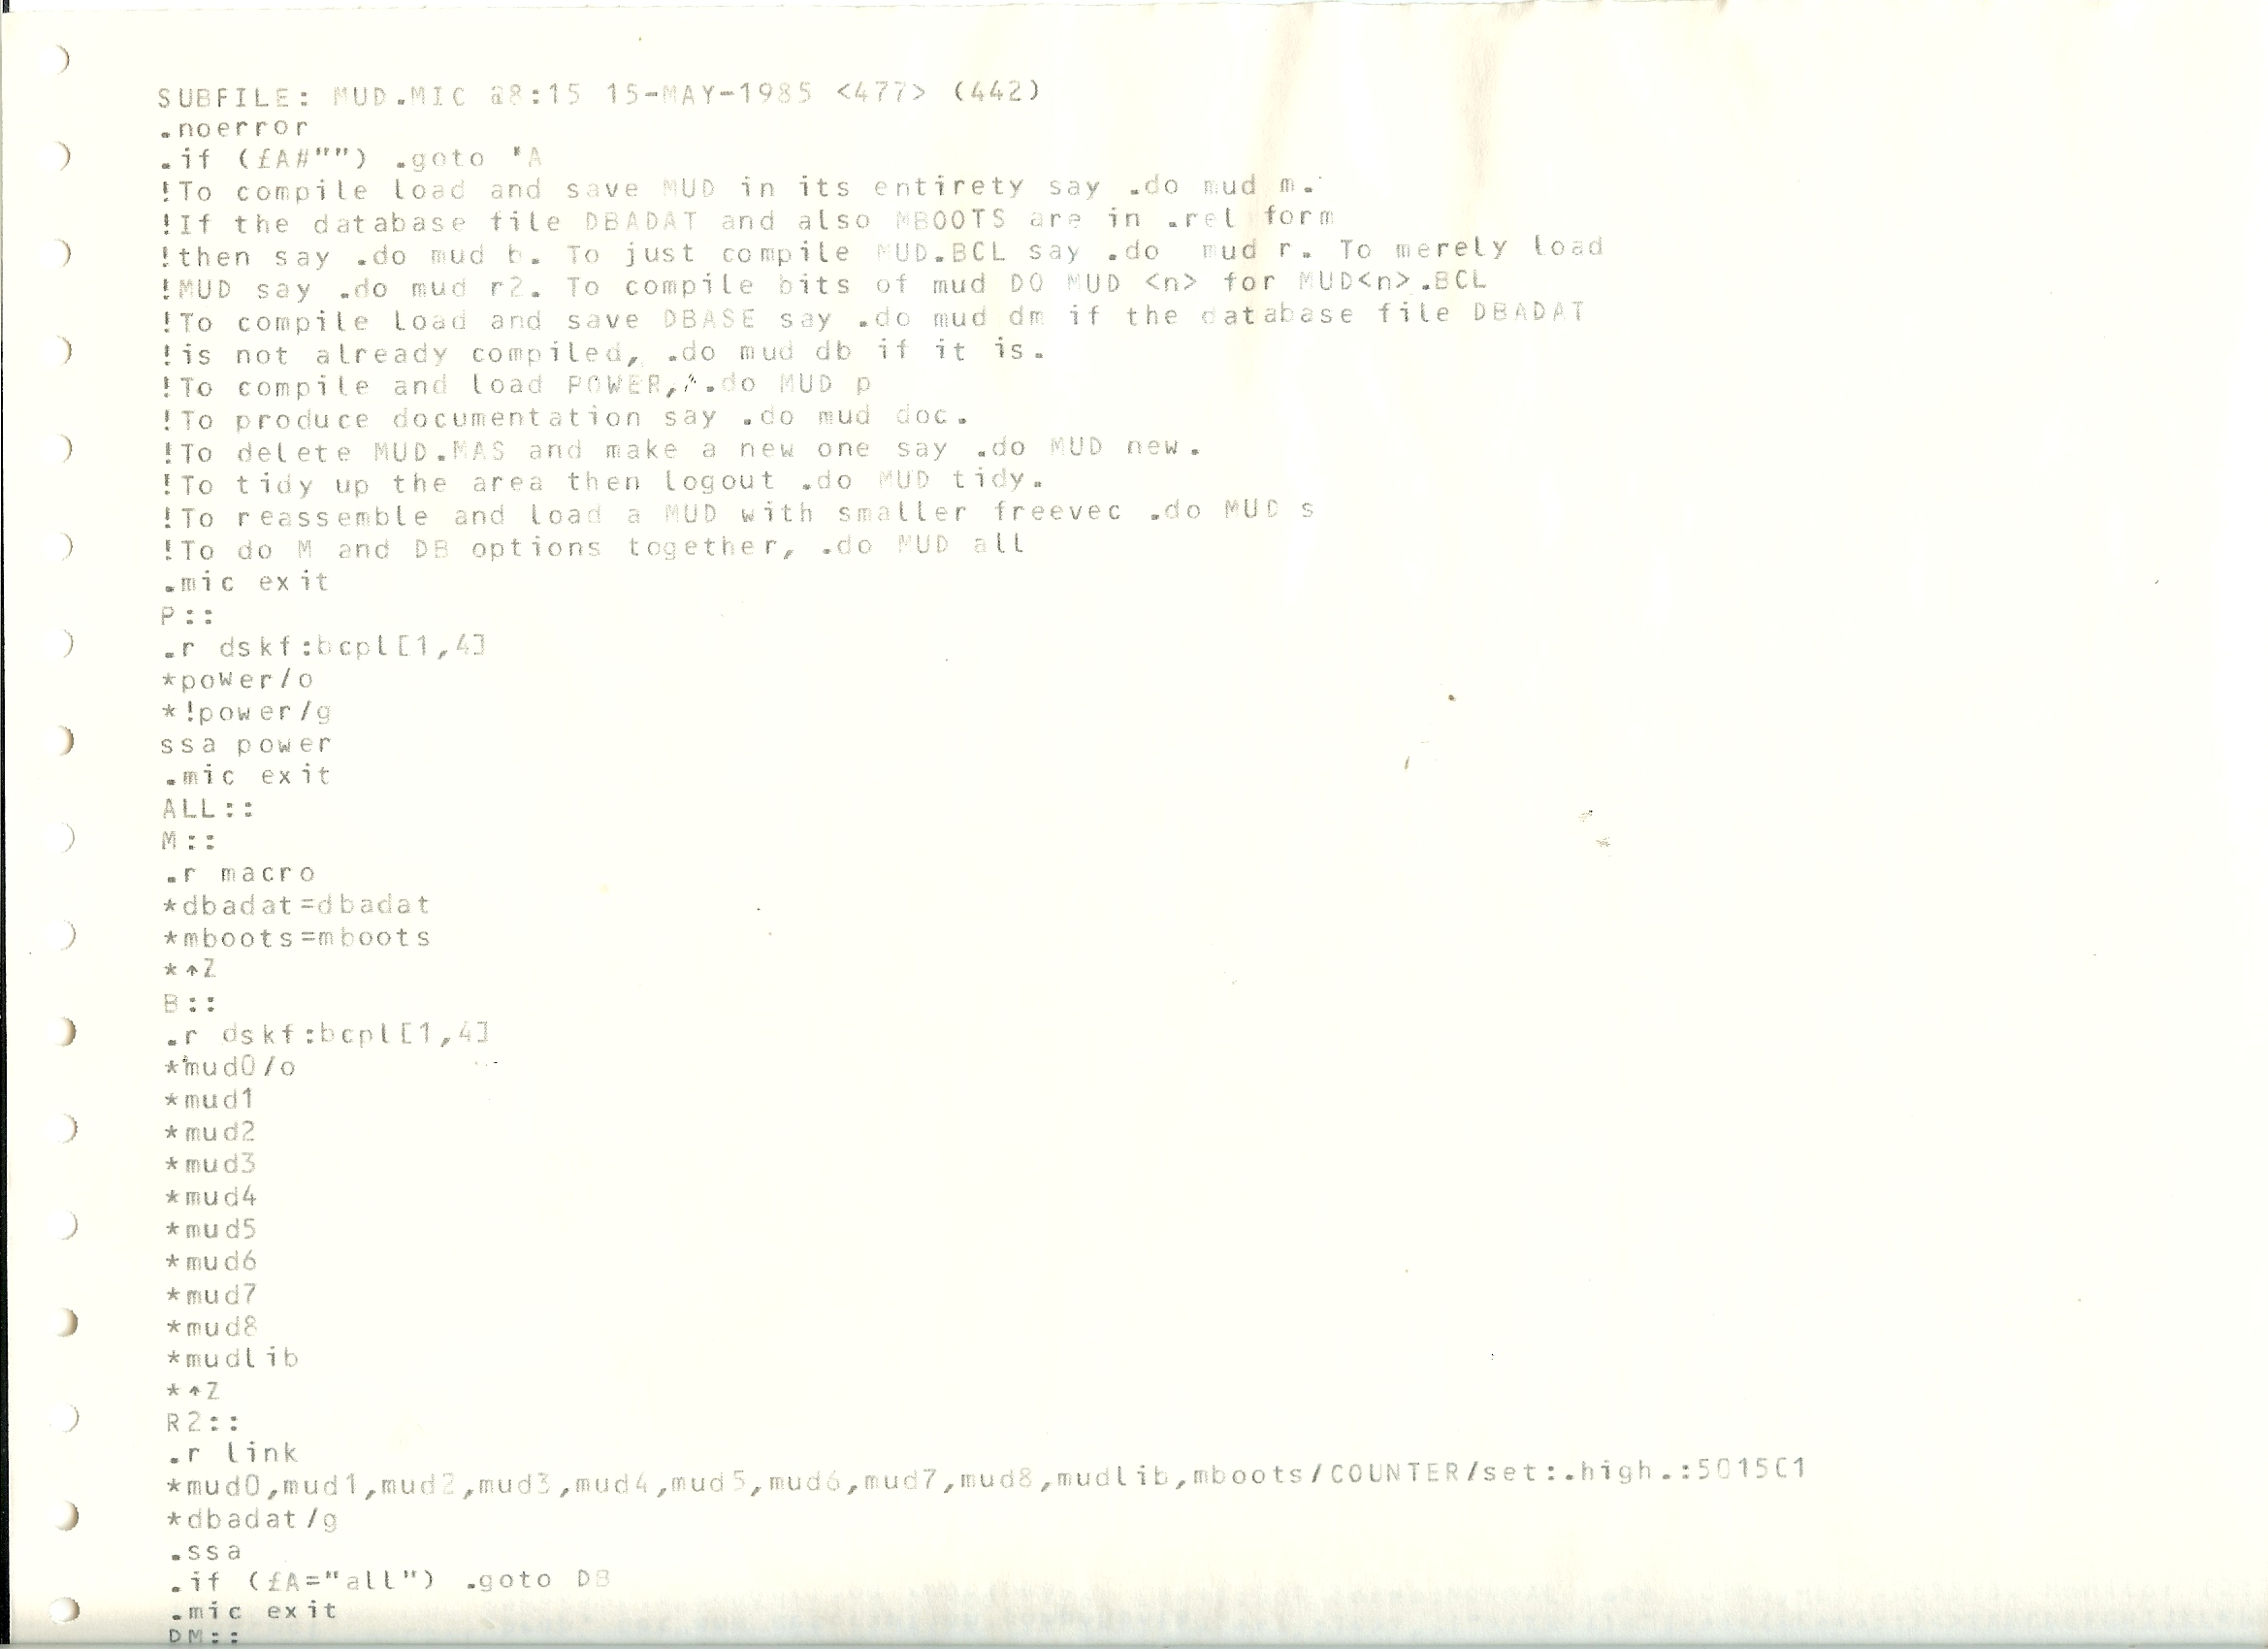 SUBFILE: MUD.MIC @8:15 15-MAY-1985 <477> (442)
.noerror
.if (£A#"") .goto 'A
!To compile load and save MUD in its entirety say .do mud m.
!If the database file DBADAT and also MBOOTS are in .rel form
!then say .do mud b. To just compile MUD.BCL say .do mud r. To merely load
!MUD say .do mud r2. To compile bits of mud DO MUD <n> for MUD<n>.BCL
!To compile load and save DBASE say .do mud dm if the database file DBADAT
!is not already compiled, .do mud db if it is.
!To compile and load POWER, .do MUD p
!To produce documentation say .do mud doc.
!To delete MUD.MAS and make a new one say .do MUD new.
!To tidy up the area then logout .do MUD tidy.
!To reassemble and load a MUD with smaller freevec .do MUD s
!To do M and DB options together, .do MUD all
.mic exit
P::
.r dskf:bcpl[1,4]
*power/o
*!power/g
ssa power
.mic exit
ALL::
M::
.r macro
*dbadat=dbadat
*mboots=mboots
*↑Z
B::
.r dskf:bcpl[1,4]
*mud0/o
*mud1
*mud2
*mud3
*mud4
*mud5
*mud6
*mud7
*mud8
*mudlib
*↑Z
R2::
.r link
*mud0,mud1,mud2,mud3,mud4,mud5,mud6,mud7,mud8,mudlib,mboots/COUNTER/set:.high.:501501
*dbadat/g
.ssa
.if (£A="all") .goto DB
.mic exit
DM::